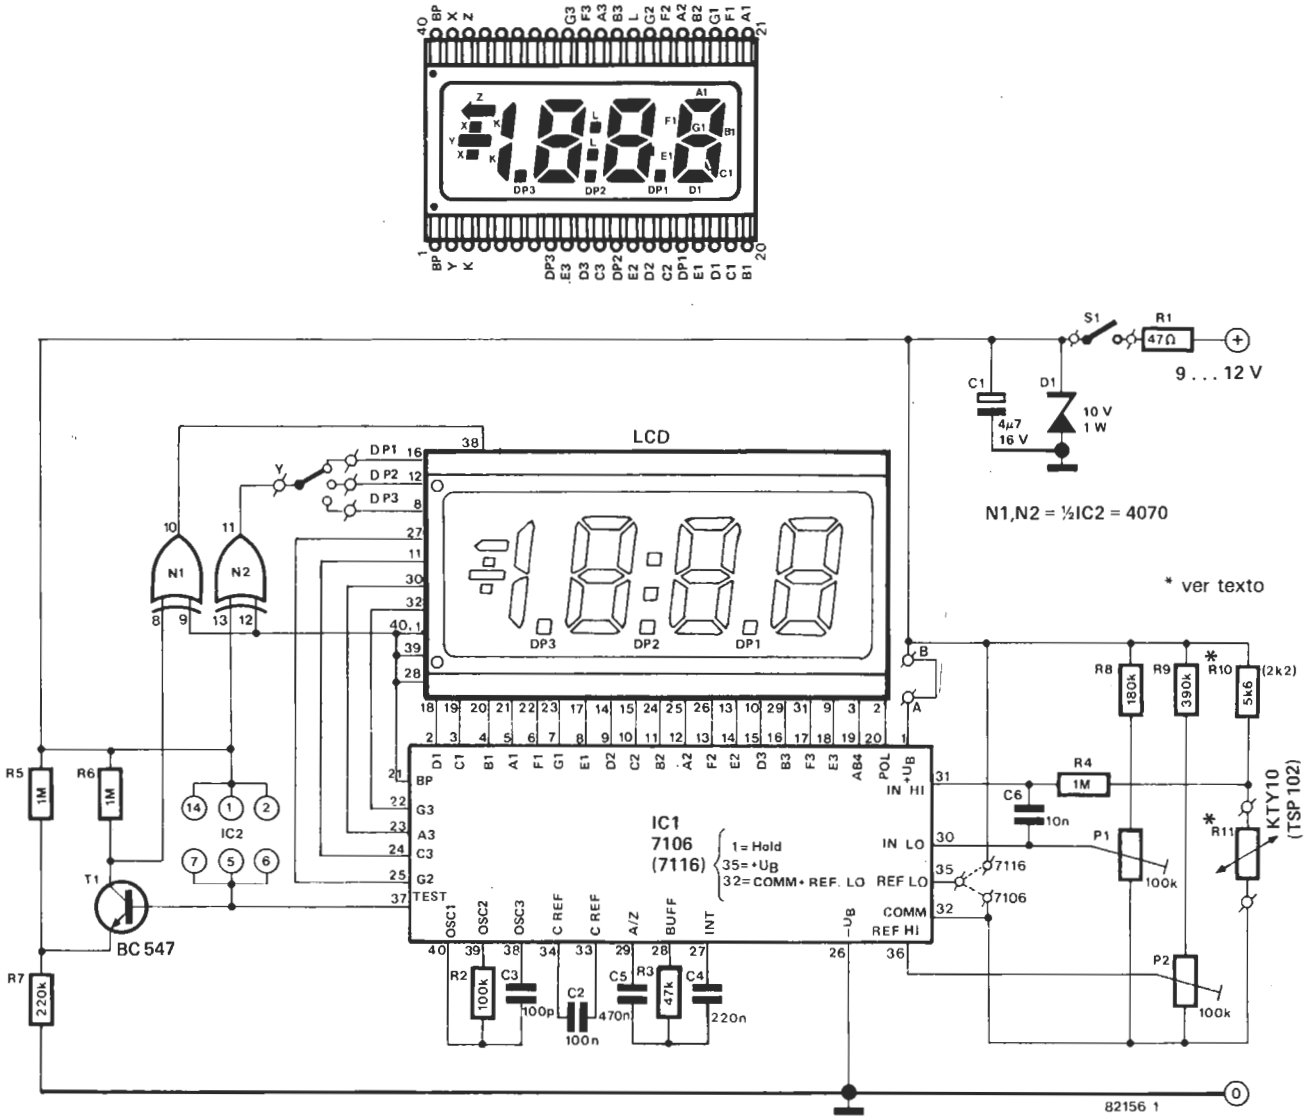 40 BP X Z G3 F3 A3 B3 L G2 F2 A2 B2 G1 F1 A1 21
Z A1
X K L F1 G1 B1
Y L
X K E1 C1
DP3 DP2 DP1 D1
1 BP Y K DP3 E3 D3 C3 DP2 E2 D2 C2 DP1 E1 D1 C1 B1 20
S1 R1
47Ω +
9 . . . 12 V
C1 D1
4µ7 10 V
16 V 1 W
LCD
38
DP1 16
Y DP2 12
DP3 8
N1,N2 = ½IC2 = 4070
10 11
27
11
N1 N2 30
* ver texto
8 9 13 12 32
40,1
39
28
DP3 DP2 DP1
B
A
R8 180k R9 390k * R10 5k6 (2k2)
18 19 20 21 22 23 17 14 15 24 25 26 13 10 29 31 9 3 2
2 3 4 5 6 7 8 9 10 11 12 13 14 15 16 17 18 19 20 1
D1 C1 B1 A1 F1 G1 E1 D2 C2 B2 A2 F2 E2 D3 B3 F3 E3 AB4 POL +UB
R5 1M R6 1M
21 BP
IN HI 31
R4
1M
22 G3
C6
10n
KTY10
(TSP 102)
14 1 2
IC2
7 5 6
23 A3
24 C3
25 G2
37 TEST
IC1
7106
(7116)
1 = Hold
35 = +UB
32 = COMM + REF. LO
IN LO 30
P1
100k
* R11
REF LO 35
7116
7106
COMM 32
REF HI
36
T1
BC 547
OSC1 OSC2 OSC3 C REF C REF A/Z BUFF INT -UB
40 39 38 34 33 29 28 27 26
R7 220k
R2 100k
C3
100p
C2
100n
C5
470n
R3 47k
C4
220n
P2
100k
0
82156 1